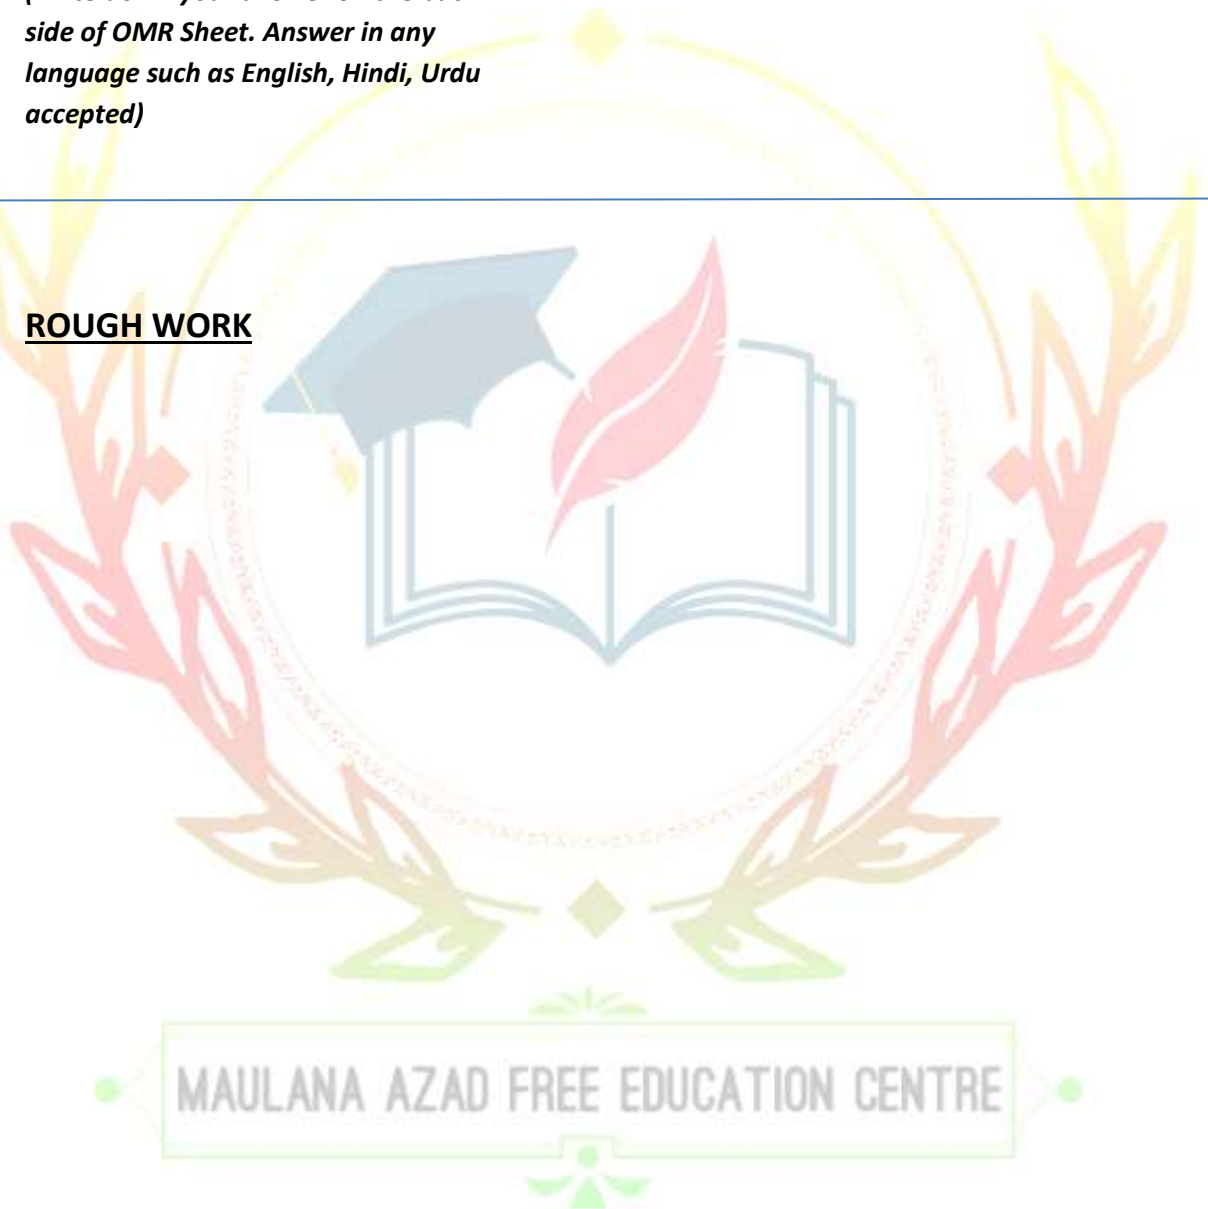 side of OMR Sheet. Answer in any
language such as English, Hindi, Urdu
accepted)
ROUGH WORK
MAULANA AZAD FREE EDUCATION CENTRE